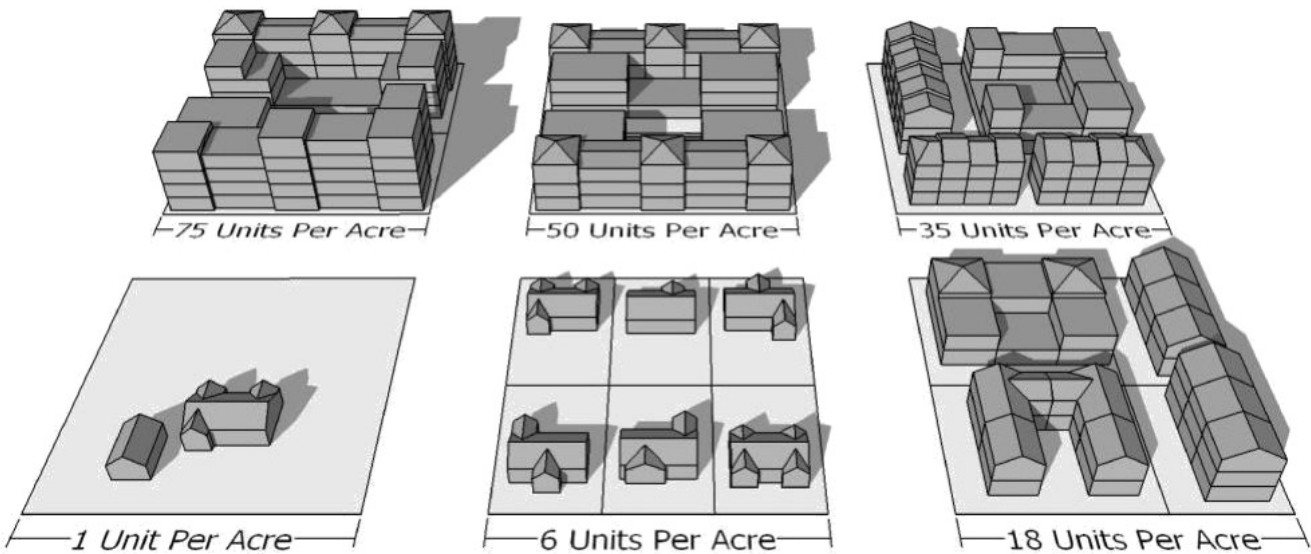 75 Units Per Acre
50 Units Per Acre
35 Units Per Acre
1 Unit Per Acre
6 Units Per Acre
18 Units Per Acre